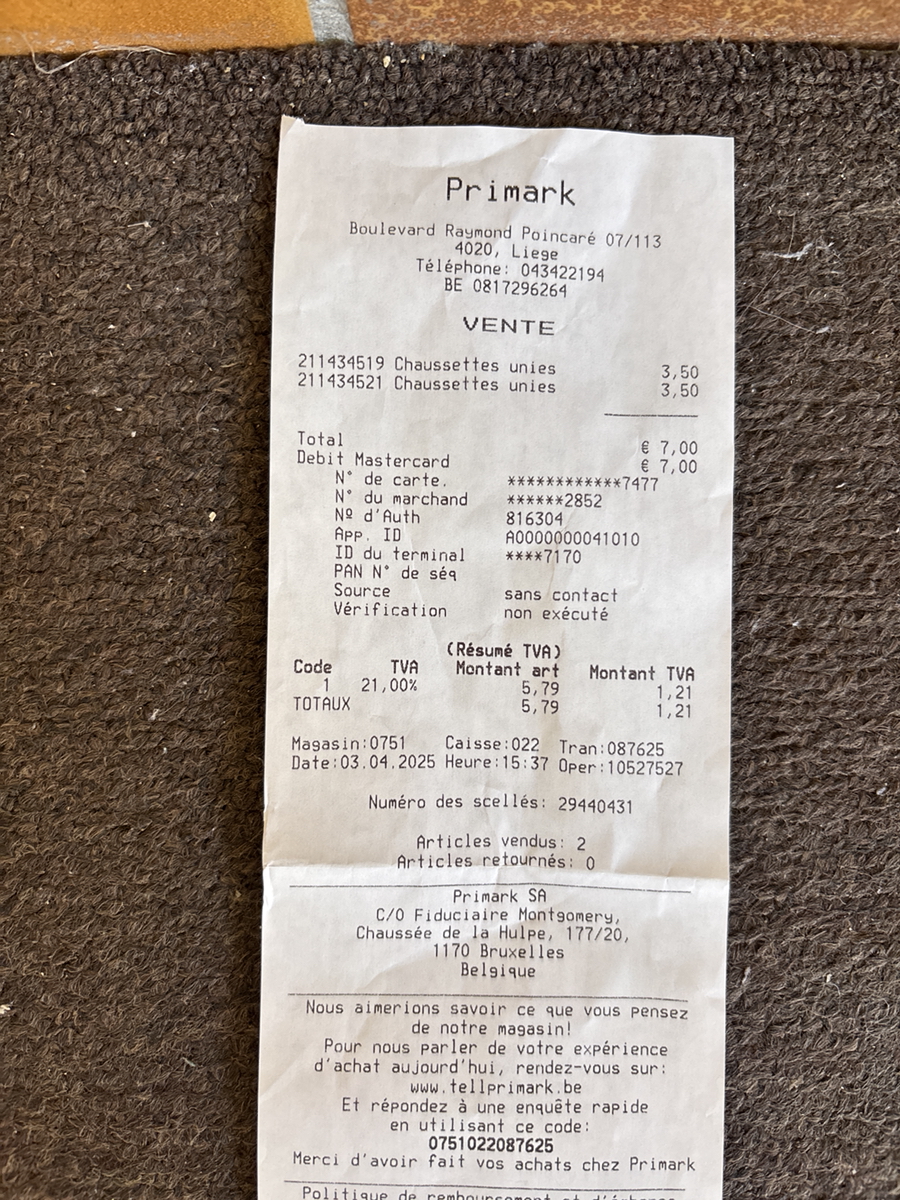 Primark
Boulevard Raymond Poincaré 07/113
4020, Liege
Téléphone: 043422194
BE 0817296264
VENTE
211434519 Chaussettes unies 3,50
211434521 Chaussettes unies 3,50
Total € 7,00
Debit Mastercard € 7,00
N° de carte. ************7477
N° du marchand ******2852
Nº d'Auth 816304
App. ID A0000000041010
ID du terminal ****7170
PAN N° de séq
Source sans contact
Vérification non exécuté
(Résumé TVA)
Code TVA Montant art Montant TVA
1 21,00% 5,79 1,21
TOTAUX 5,79 1,21
Magasin:0751 Caisse:022 Tran:087625
Date:03.04.2025 Heure:15:37 Oper:10527527
Numéro des scellés: 29440431
Articles vendus: 2
Articles retournés: 0
Primark SA
C/O Fiduciaire Montgomery,
Chaussée de la Hulpe, 177/20,
1170 Bruxelles
Belgique
Nous aimerions savoir ce que vous pensez
de notre magasin!
Pour nous parler de votre expérience
d'achat aujourd'hui, rendez-vous sur:
www.tellprimark.be
Et répondez à une enquête rapide
en utilisant ce code:
0751022087625
Merci d'avoir fait vos achats chez Primark
Politique de remboursement et d'échange